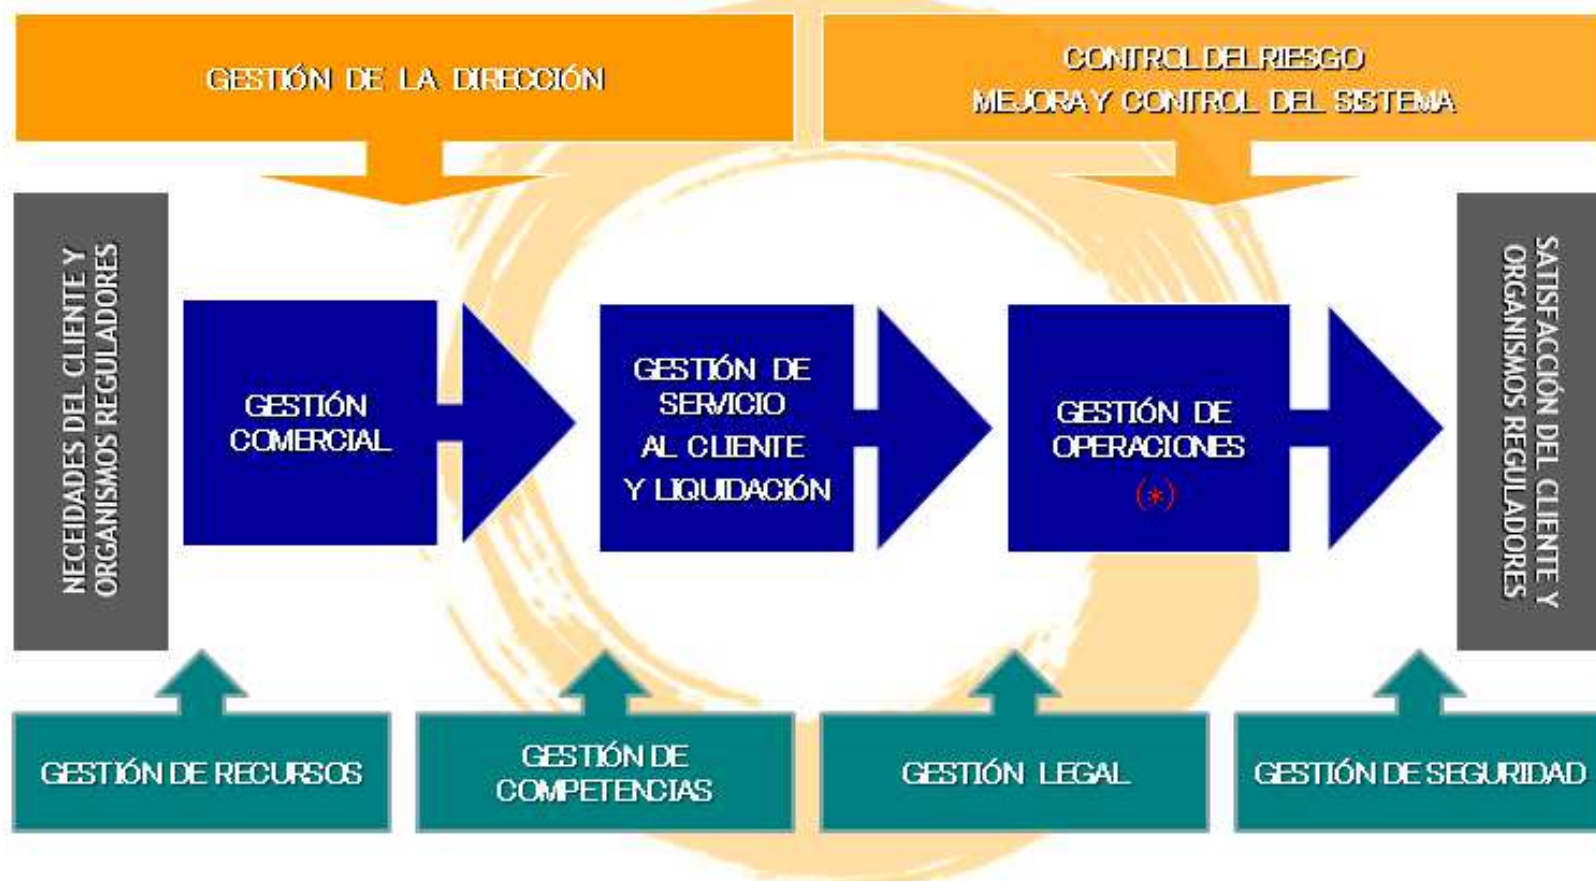 GESTIÓN DE LA DIRECCIÓN
CONTROL DEL RIESGO
MEJORA Y CONTROL DEL SISTEMA
NECEIDADES DEL CLIENTE Y
ORGANISMOS REGULADORES
GESTIÓN
COMERCIAL
GESTIÓN DE
SERVICIO
AL CLIENTE
Y LIQUIDACIÓN
GESTIÓN DE
OPERACIONES
(*)
SATISFACCIÓN DEL CLIENTE Y
ORGANISMOS REGULADORES
GESTIÓN DE RECURSOS
GESTIÓN DE
COMPETENCIAS
GESTIÓN LEGAL
GESTIÓN DE SEGURIDAD